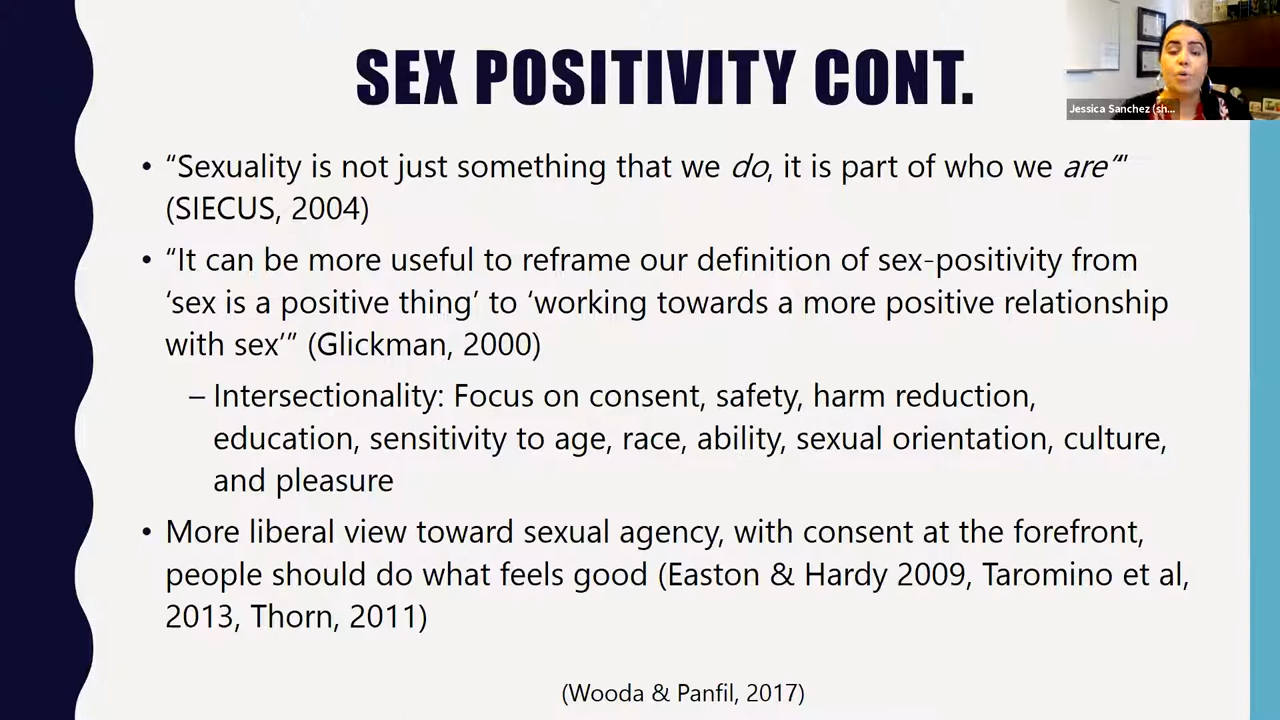 SEX POSITIVITY CONT.
Jessica Sanchez (sh...
• “Sexuality is not just something that we do, it is part of who we are’”"
(SIECUS, 2004)
• “It can be more useful to reframe our definition of sex-positivity from
‘sex is a positive thing’ to ‘working towards a more positive relationship
with sex’” (Glickman, 2000)
– Intersectionality: Focus on consent, safety, harm reduction,
education, sensitivity to age, race, ability, sexual orientation, culture,
and pleasure
• More liberal view toward sexual agency, with consent at the forefront,
people should do what feels good (Easton & Hardy 2009, Taromino et al,
2013, Thorn, 2011)
(Wooda & Panfil, 2017)